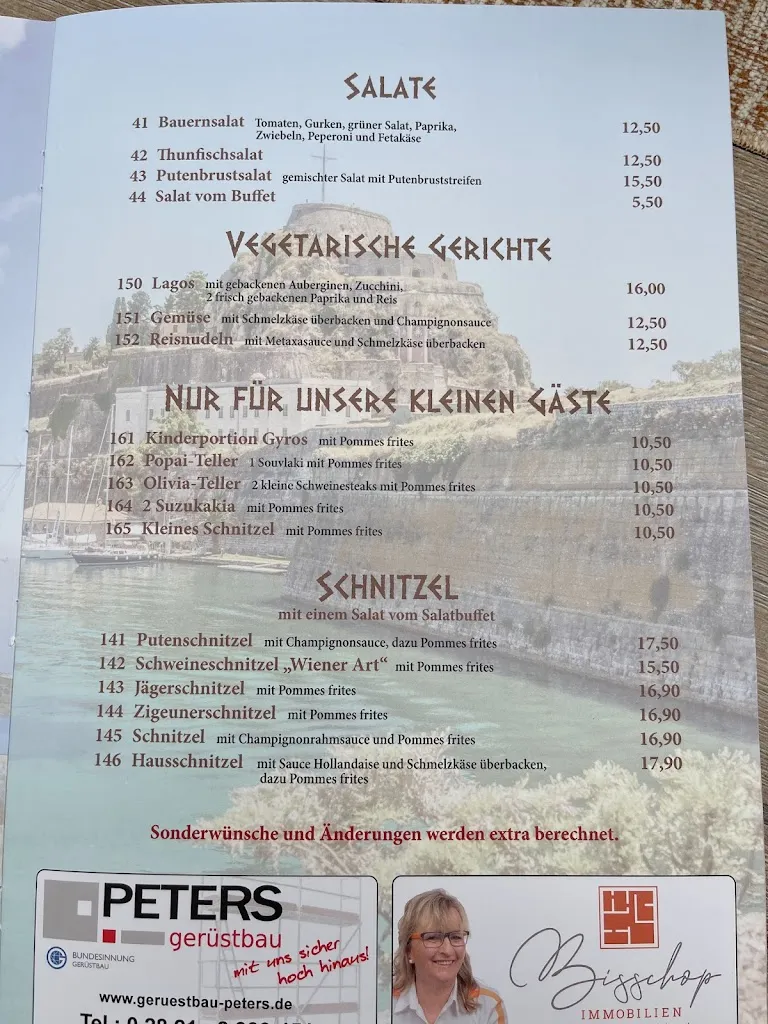 SALATE
41 Bauernsalat Tomaten, Gurken, grüner Salat, Paprika, 12,50
Zwiebeln, Peperoni und Fetakäse
42 Thunfischsalat 12,50
43 Putenbrustsalat gemischter Salat mit Putenbruststreifen 15,50
44 Salat vom Buffet 5,50
VEGETARISCHE GERICHTE
150 Lagos mit gebackenen Auberginen, Zucchini, 16,00
2 frisch gebackenen Paprika und Reis
151 Gemüse mit Schmelzkäse überbacken und Champignonsauce 12,50
152 Reisnudeln mit Metaxasauce und Schmelzkäse überbacken 12,50
NUR FÜR UNSERE KLEINEN GÄSTE
161 Kinderportion Gyros mit Pommes frites 10,50
162 Popai-Teller 1 Souvlaki mit Pommes frites 10,50
163 Olivia-Teller 2 kleine Schweinesteaks mit Pommes frites 10,50
164 2 Suzukakia mit Pommes frites 10,50
165 Kleines Schnitzel mit Pommes frites 10,50
SCHNITZEL
mit einem Salat vom Salatbuffet
141 Putenschnitzel mit Champignonsauce, dazu Pommes frites 17,50
142 Schweineschnitzel „Wiener Art“ mit Pommes frites 15,50
143 Jägerschnitzel mit Pommes frites 16,90
144 Zigeunerschnitzel mit Pommes frites 16,90
145 Schnitzel mit Champignonrahmsauce und Pommes frites 16,90
146 Hausschnitzel mit Sauce Hollandaise und Schmelzkäse überbacken, 17,90
dazu Pommes frites
Sonderwünsche und Änderungen werden extra berechnet.
PETERS
gerüstbau
BUNDESINNUNG
GERÜSTBAU
mit uns sicher
hoch hinaus!
www.geruestbau-peters.de
Bisschop
IMMOBILIEN